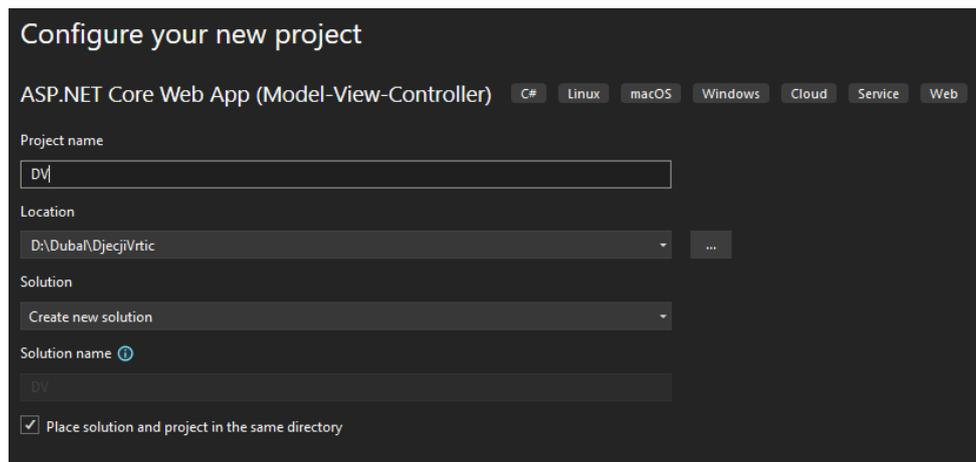 Configure your new project
ASP.NET Core Web App (Model-View-Controller) C# Linux macOS Windows Cloud Service Web
Project name
DV
Location
D:\Dubal\DjecjiVrtic
...
Solution
Create new solution
Solution name
DV
Place solution and project in the same directory